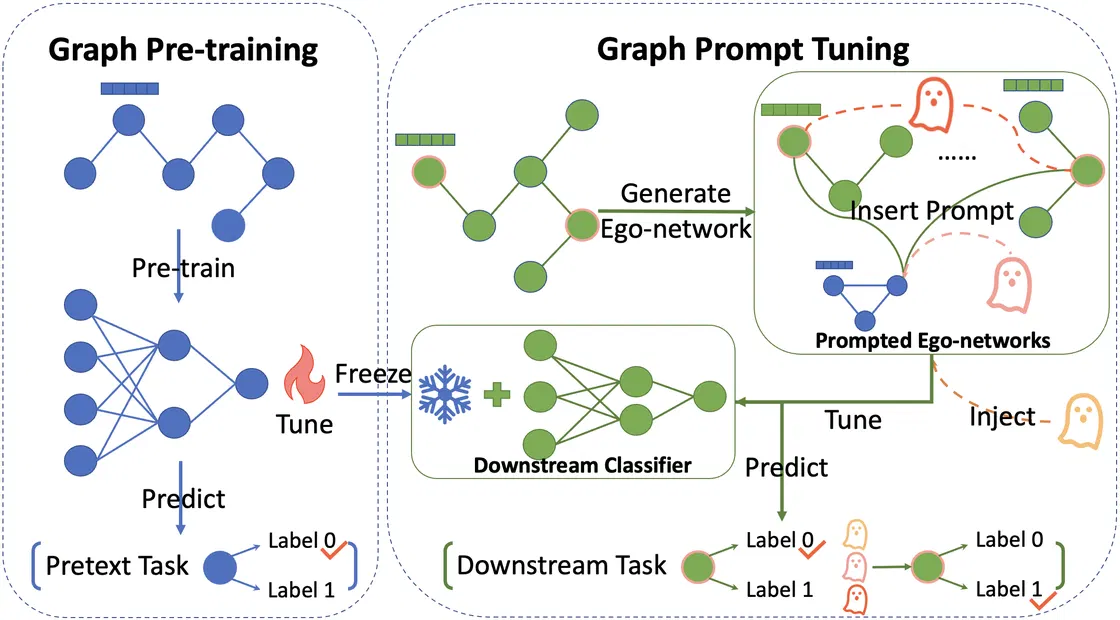 Graph Pre-training
Pre-train
Tune
Predict
Pretext Task
Label 0
Label 1
Freeze
Graph Prompt Tuning
Generate
Ego-network
......
Insert Prompt
Prompted Ego-networks
Downstream Classifier
Tune
Inject
Predict
Downstream Task
Label 0
Label 1
Label 0
Label 1